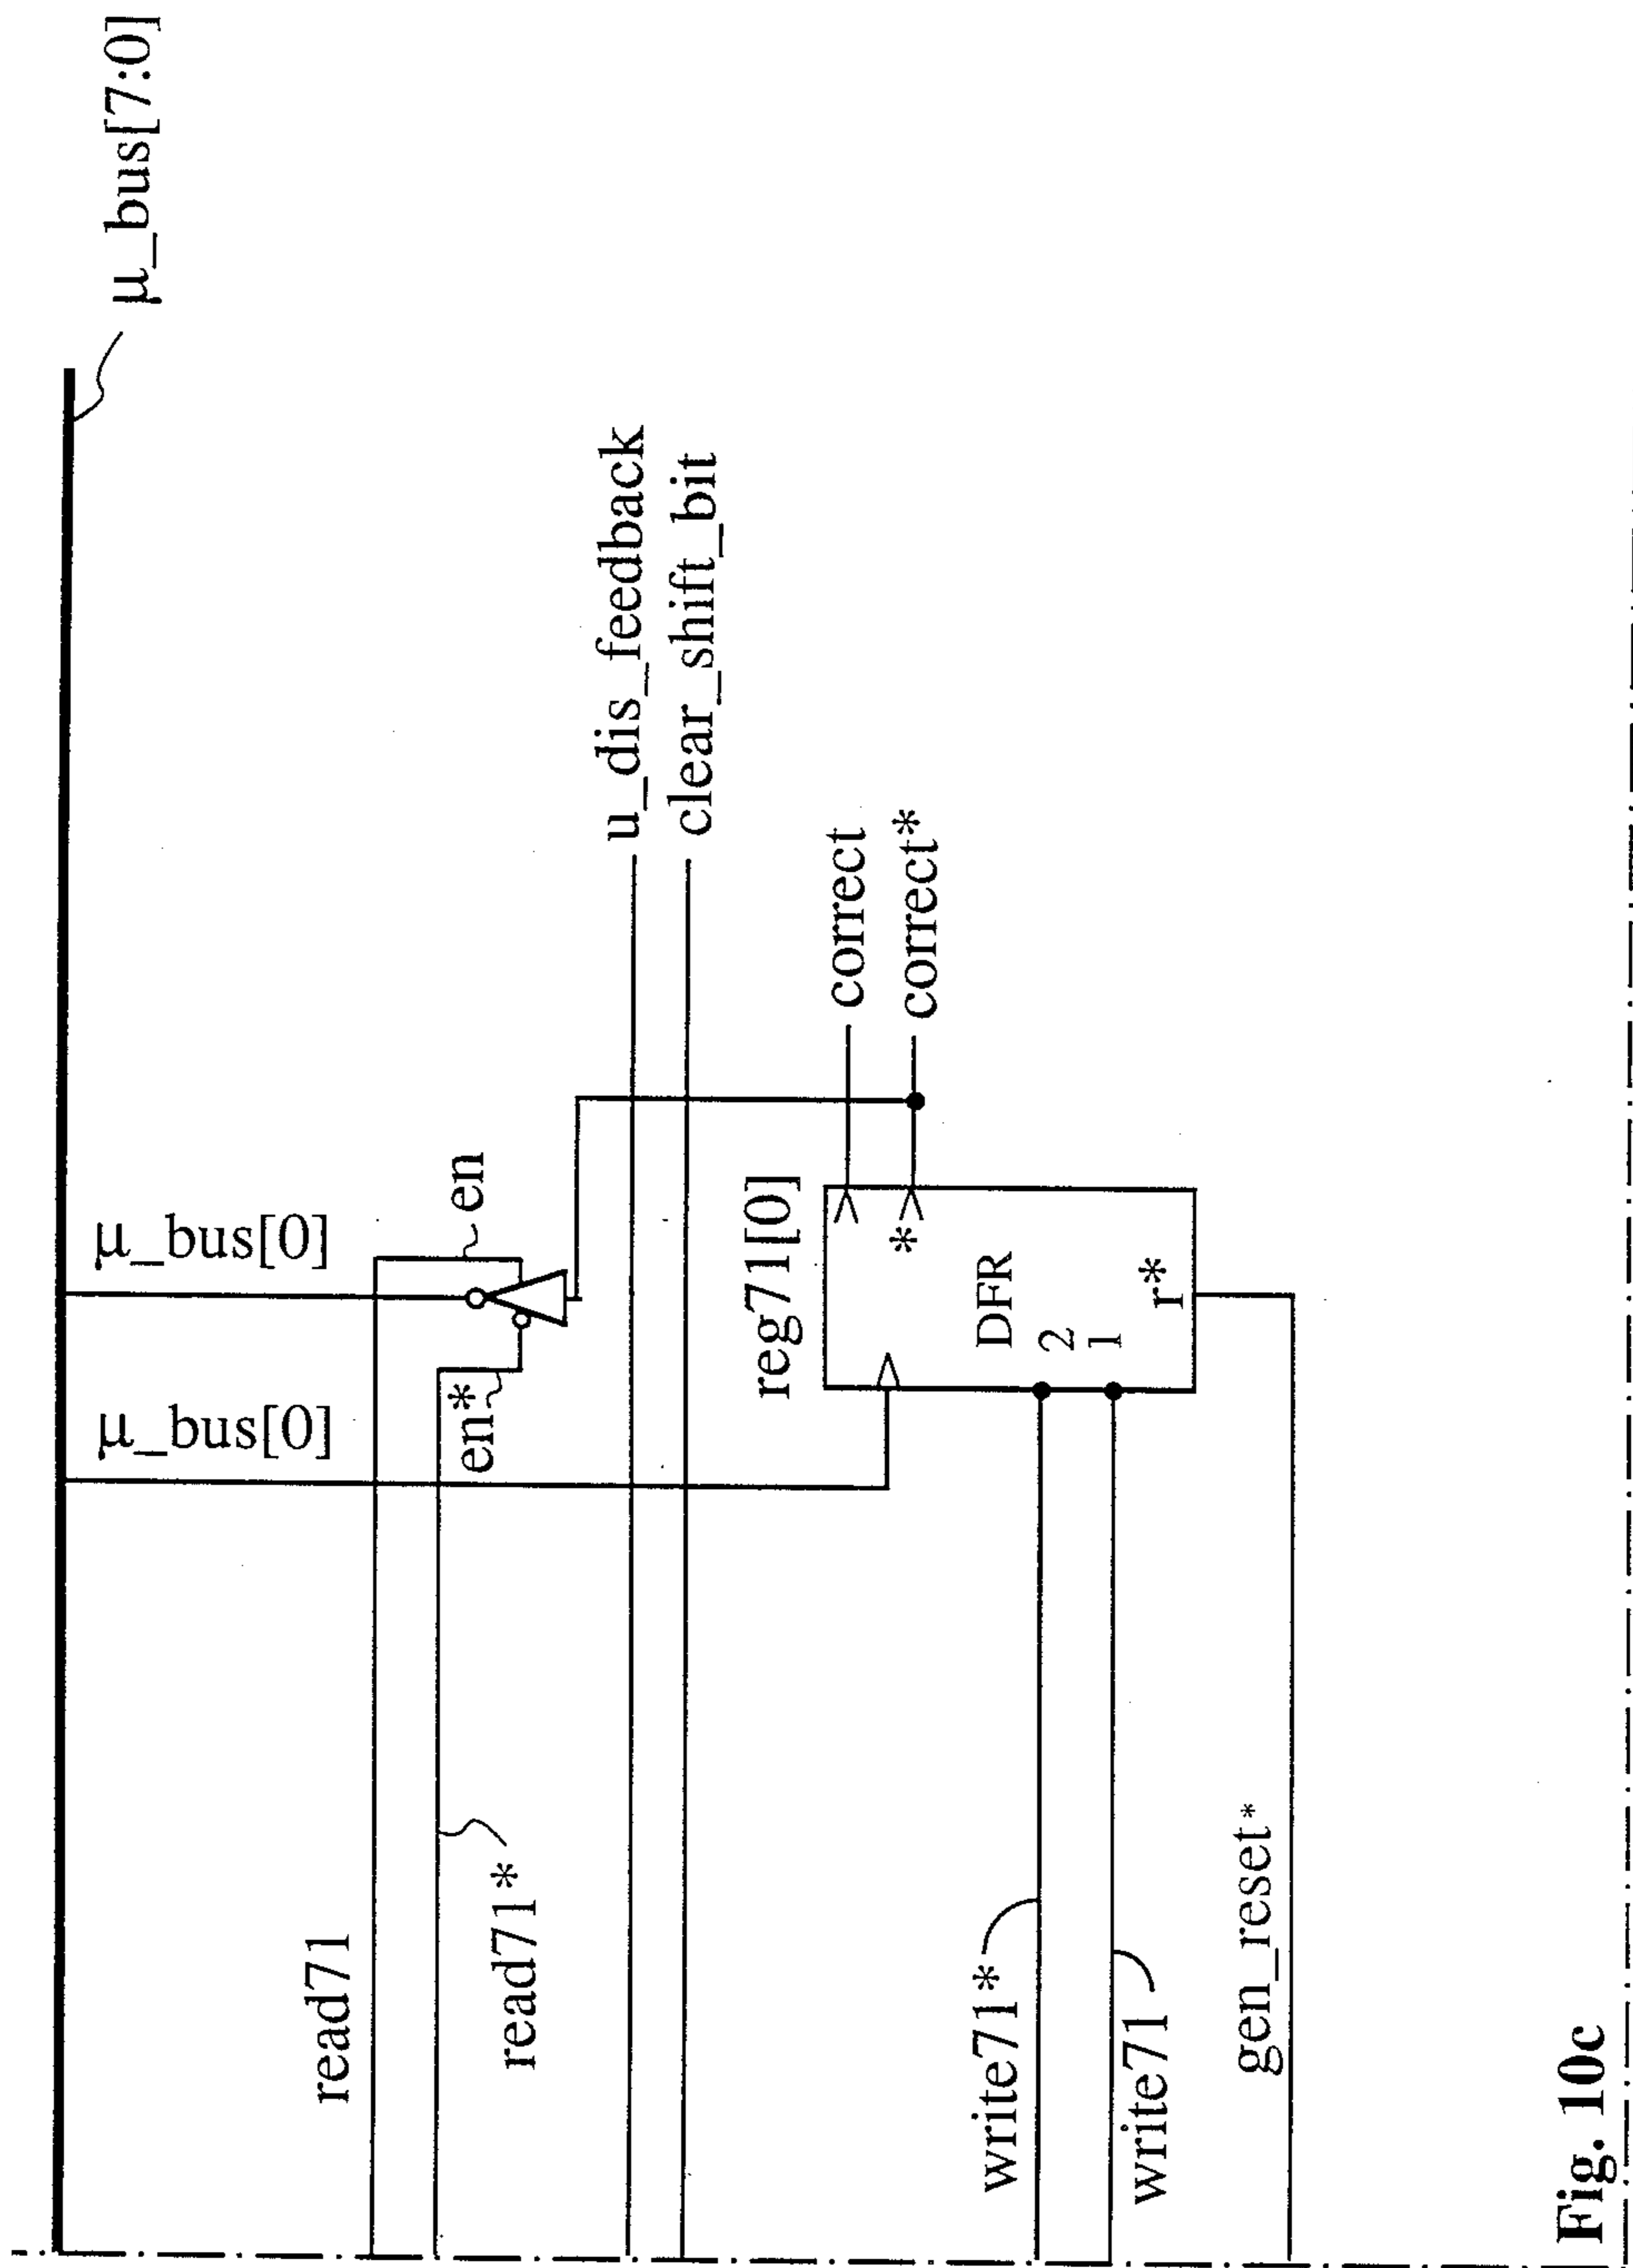 μ_bus[7:0]
μ_bus[0]
μ_bus[0]
read71
en
en*
read71*
u_dis_feedback
clear_shift_bit
reg71[0]
correct
*
correct*
DFR
write71*
2
1
write71
r*
gen_reset*
Fig. 10c